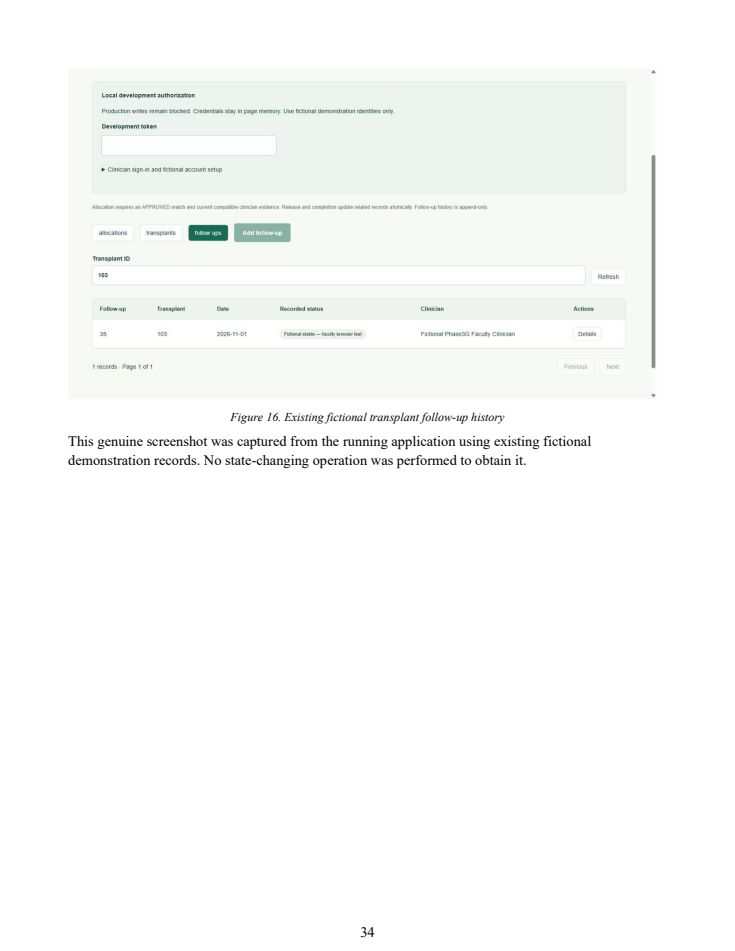 Local development authorization
Production writes remain blocked. Credentials stay in page memory. Use fictional demonstration identities only.
Development token
Clinician sign-in and fictional account setup
Allocation requires an APPROVED match and current compatible clinician evidence. Release and completion update related records atomically. Follow-up history is append-only.
allocations transplants follow ups Add follow-up
Transplant ID
103 Refresh
Follow-up Transplant Date Recorded status Clinician Actions
35 103 2026-11-01 Fictional stable — faculty browser test Fictional Phase5G Faculty Clinician Details
1 records · Page 1 of 1 Previous Next
Figure 16. Existing fictional transplant follow-up history
This genuine screenshot was captured from the running application using existing fictional
demonstration records. No state-changing operation was performed to obtain it.
34